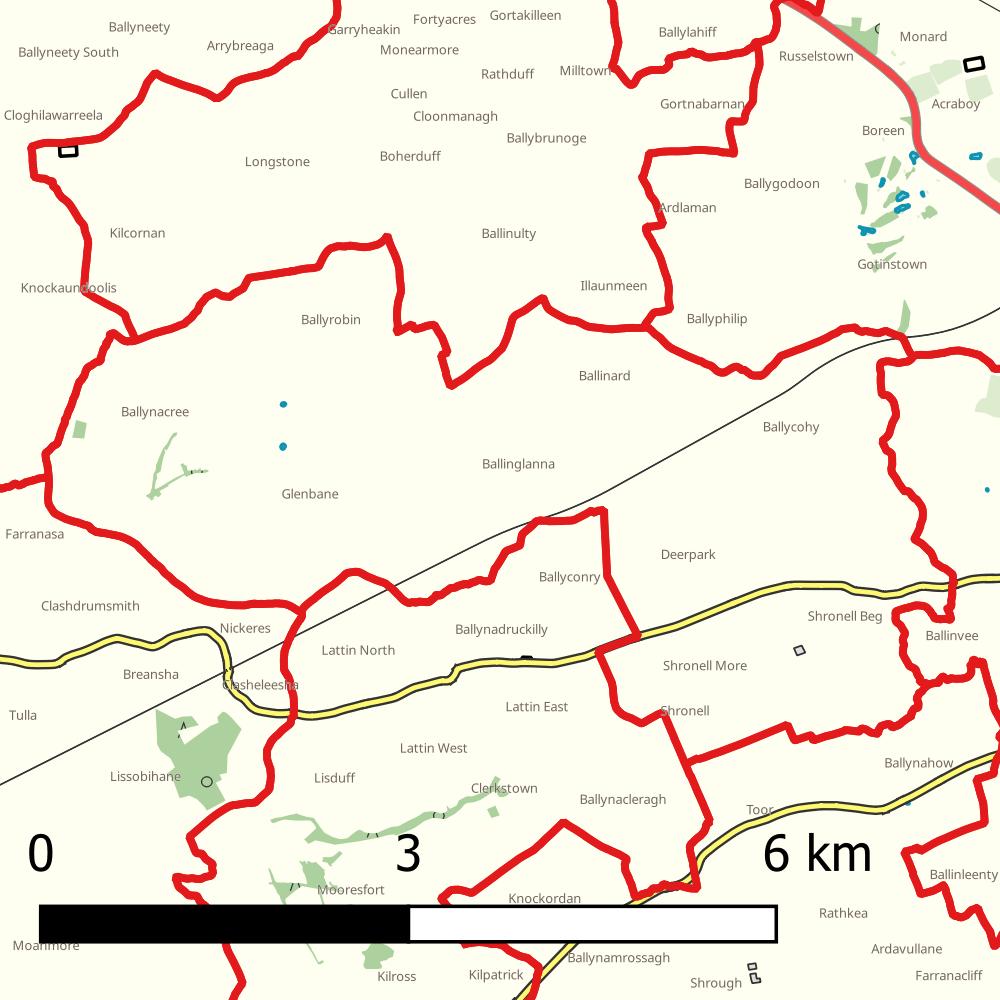 Gortakilleen
Fortyacres
Ballyneety
Garryheakin
Ballylahiff
Monard
Arrybreaga
Monearmore
Ballyneety South
Russelstown
Milltown
Rathduff
Cullen
Gortnabarnan
Acraboy
Cloghilawarreela
Cloonmanagh
Boreen
Ballybrunoge
Boherduff
Longstone
Ballygodoon
Ardlaman
Kilcornan
Ballinulty
Gotinstown
Illaunmeen
Knockaundoolis
Ballyrobin
Ballyphilip
Ballinard
Ballynacree
Ballycohy
Ballinglanna
Glenbane
Farranasa
Deerpark
Ballyconry
Clashdrumsmith
Shronell Beg
Nickeres
Ballynadruckilly
Ballinvee
Lattin North
Shronell More
Breansha
Clasheleesha
Lattin East
Shronell
Tulla
Lattin West
Ballynahow
Lissobihane
Lisduff
Clerkstown
Ballynacleragh
Toor
0 3 6 km
Ballinleenty
Mooresfort
Knockordan
Rathkea
Moanmore
Ardavullane
Ballynamrossagh
Kilross
Kilpatrick
Farranacliff
Shrough